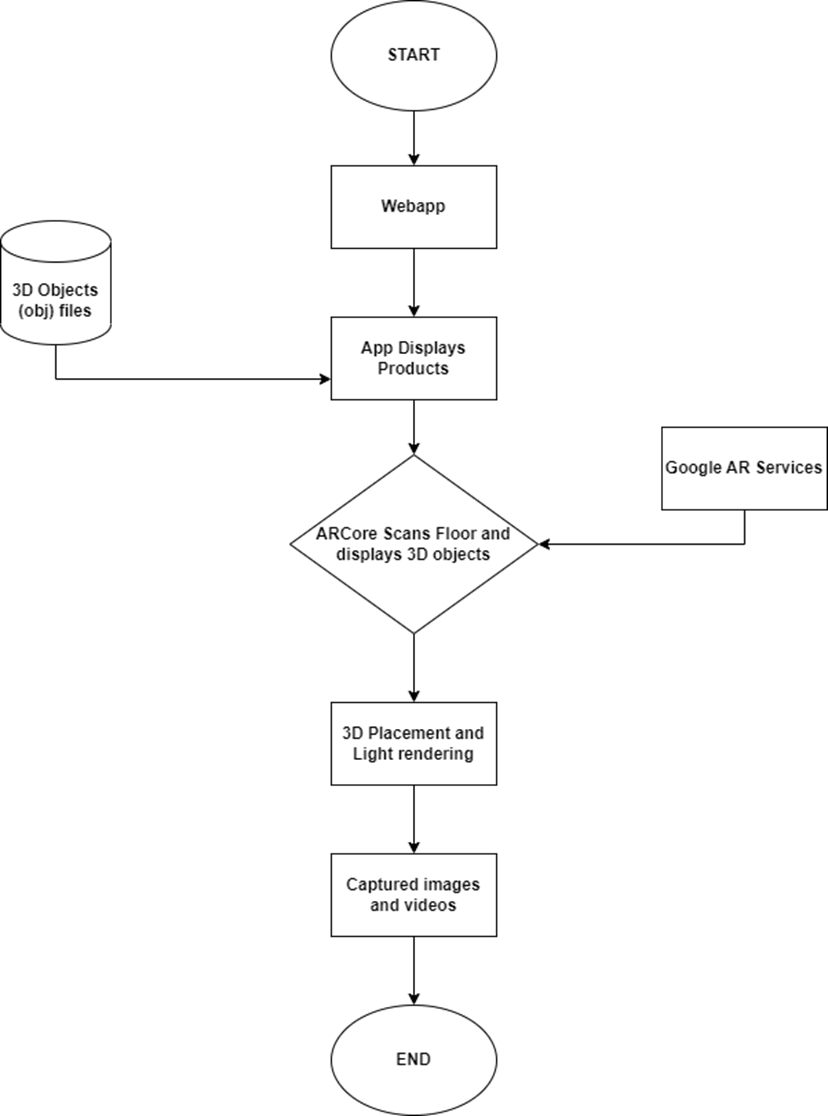 START
Webapp
3D Objects
(obj) files
App Displays
Products
Google AR Services
ARCore Scans Floor and
displays 3D objects
3D Placement and
Light rendering
Captured images
and videos
END